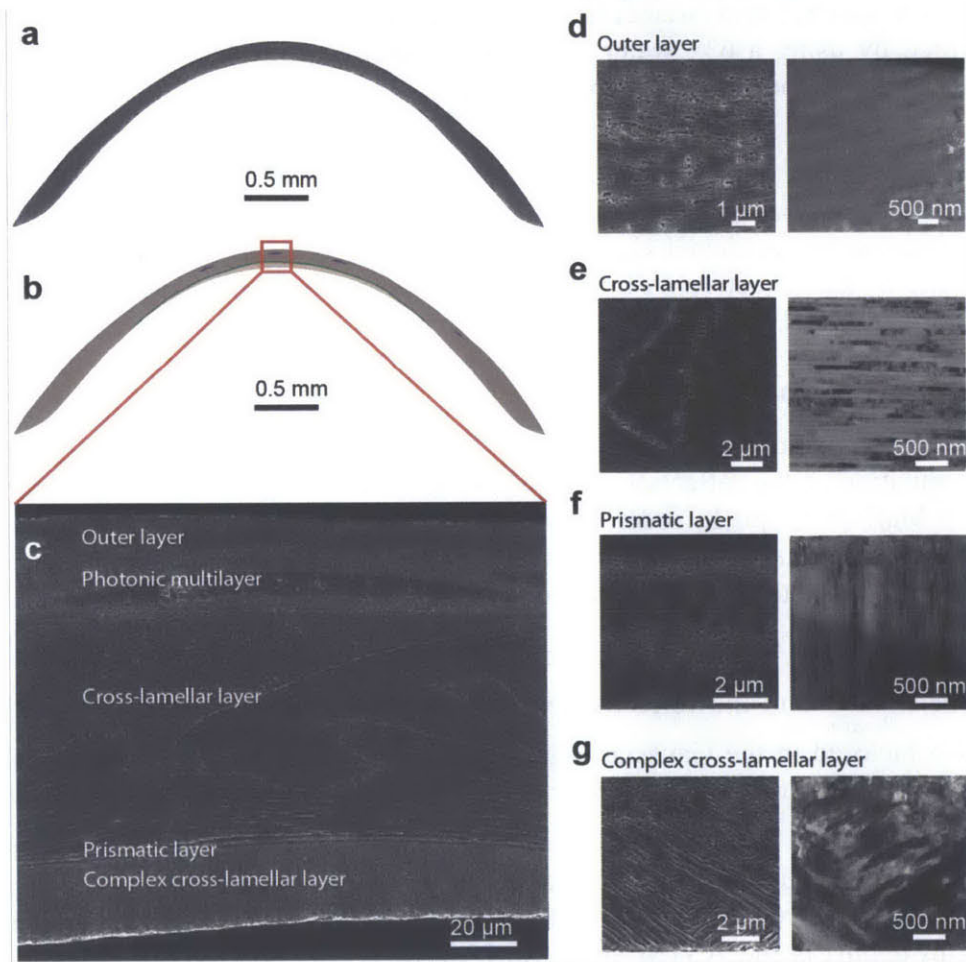 a
0.5 mm
b
0.5 mm
c
Outer layer
Photonic multilayer
Cross-lamellar layer
Prismatic layer
Complex cross-lamellar layer
20 µm
d
Outer layer
1 µm
500 nm
e
Cross-lamellar layer
2 µm
500 nm
f
Prismatic layer
2 µm
500 nm
g
Complex cross-lamellar layer
2 µm
500 nm